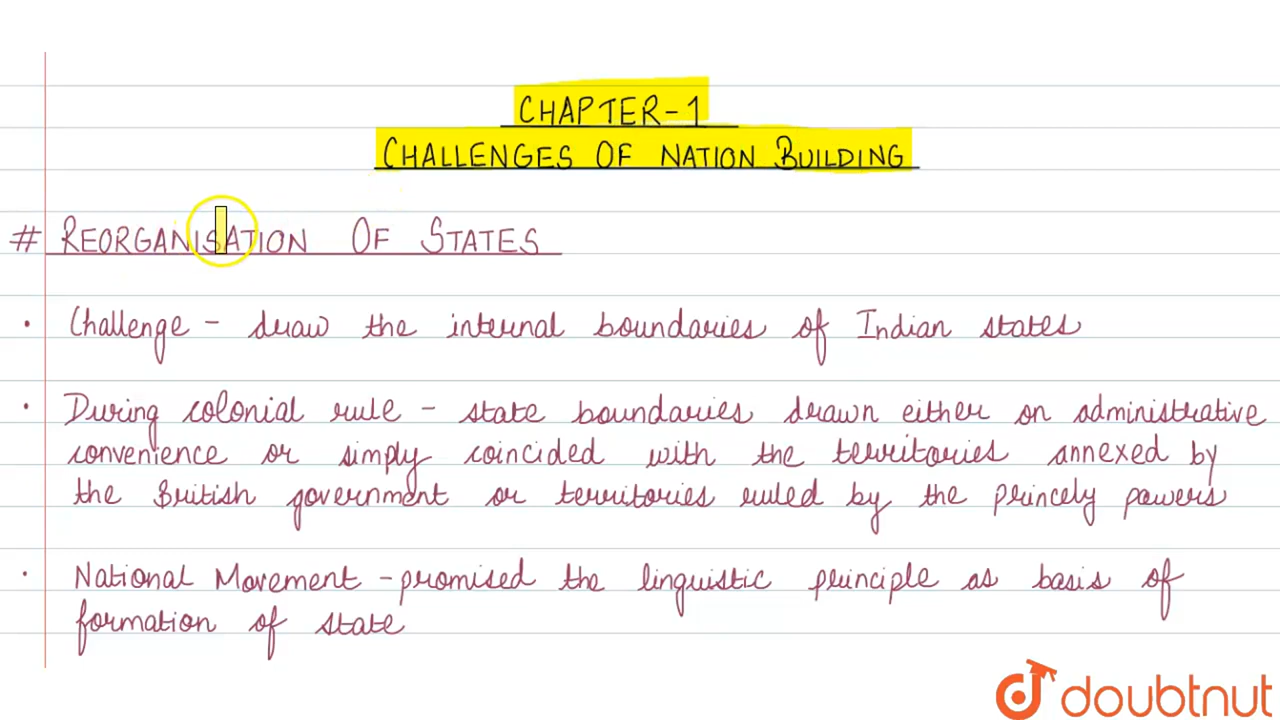 CHAPTER-1
CHALLENGES OF NATION BUILDING
# REORGANISATION OF STATES
• Challenge - draw the internal boundaries of Indian states
• During colonial rule - state boundaries drawn either on administrative
convenience or simply coincided with the territories annexed by
the British government or territories ruled by the princely powers
• National Movement - promised the linguistic principle as basis of
formation of state
doubtnut